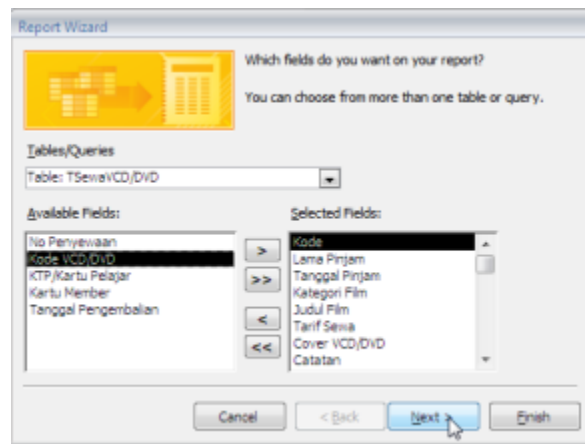 Report Wizard
Which fields do you want on your report?
You can choose from more than one table or query.
Tables/Queries
Table: TSewaVCD/DVD
Available Fields:
No Penyewaan
Kode VCD/DVD
KTP/Kartu Pelajar
Kartu Member
Tanggal Pengembalian
>
>>
<
<<
Selected Fields:
Kode
Lama Pinjam
Tanggal Pinjam
Kategori Film
Judul Film
Tarif Sewa
Cover VCD/DVD
Catatan
Cancel
< Back
Next >
Finish